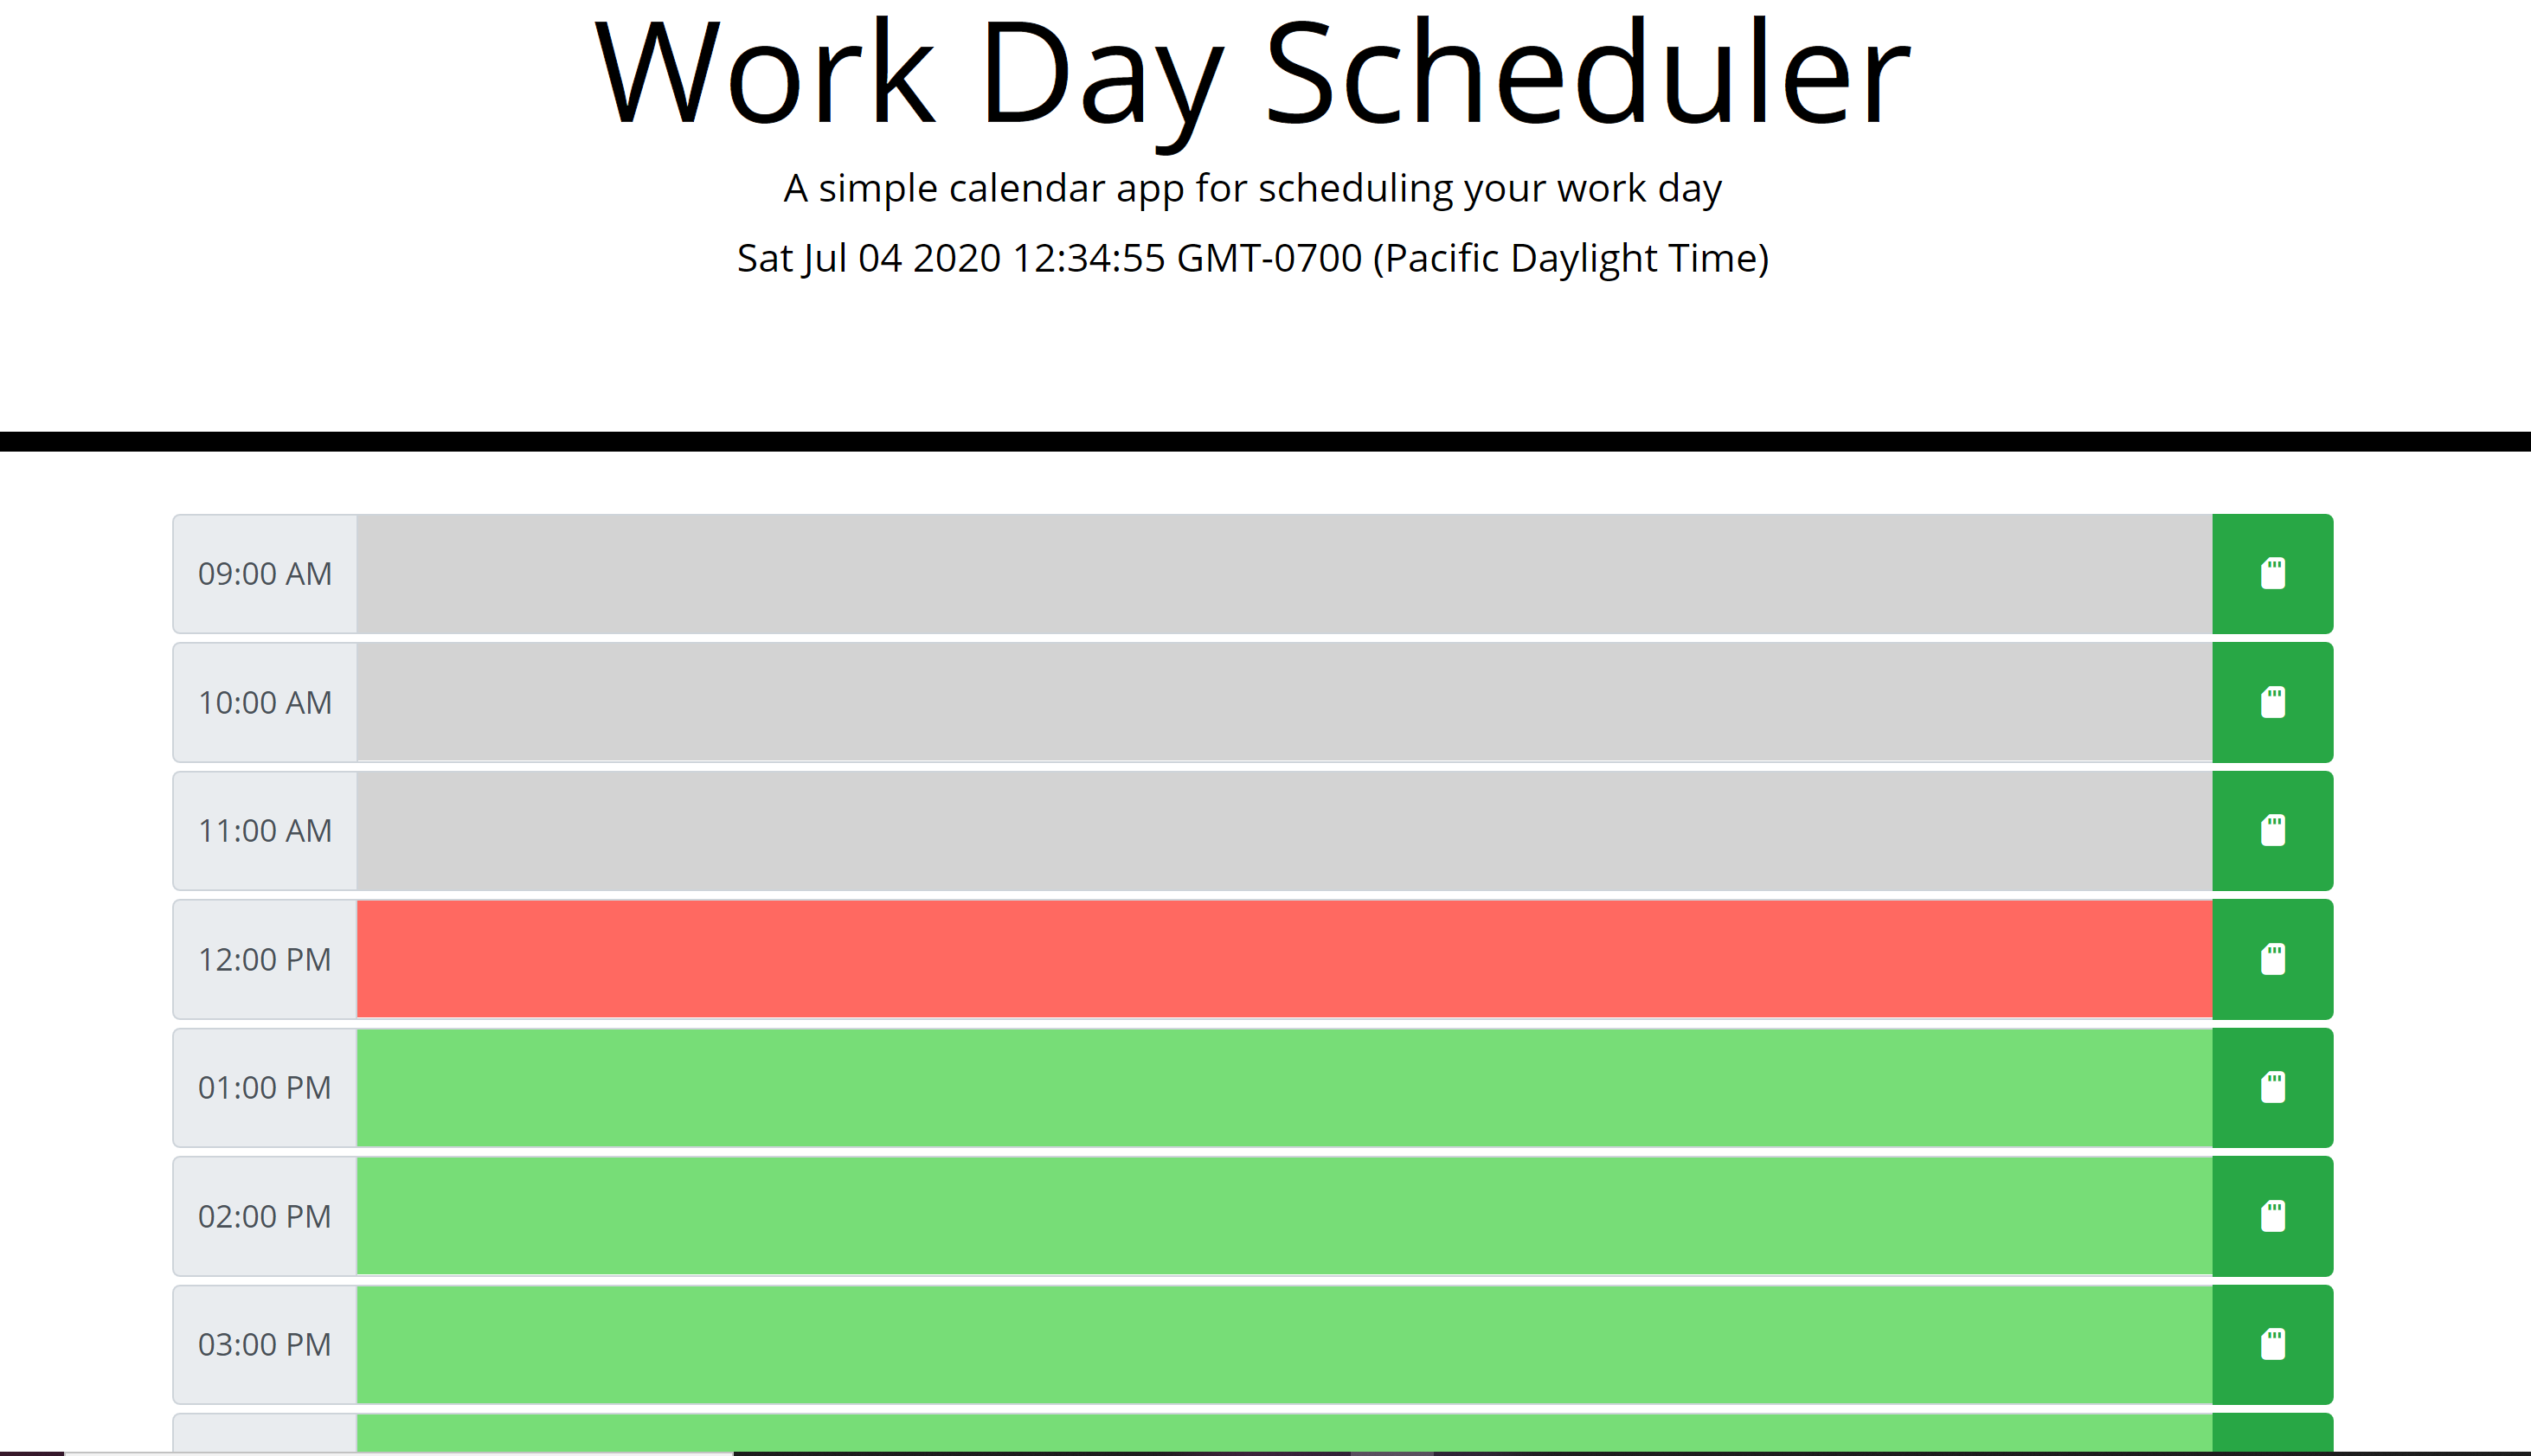 Work Day Scheduler
A simple calendar app for scheduling your work day
Sat Jul 04 2020 12:34:55 GMT-0700 (Pacific Daylight Time)
09:00 AM
10:00 AM
11:00 AM
12:00 PM
01:00 PM
02:00 PM
03:00 PM